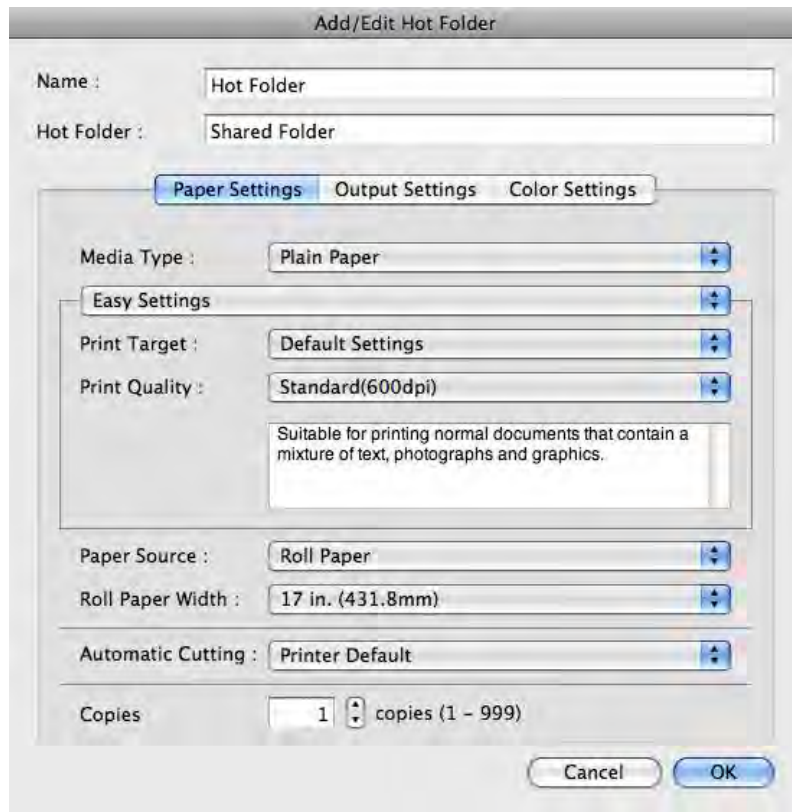 Add/Edit Hot Folder
Name : Hot Folder
Hot Folder : Shared Folder
Paper Settings Output Settings Color Settings
Media Type : Plain Paper
Easy Settings
Print Target : Default Settings
Print Quality : Standard(600dpi)
Suitable for printing normal documents that contain a
mixture of text, photographs and graphics.
Paper Source : Roll Paper
Roll Paper Width : 17 in. (431.8mm)
Automatic Cutting : Printer Default
Copies 1 copies (1 - 999)
Cancel OK